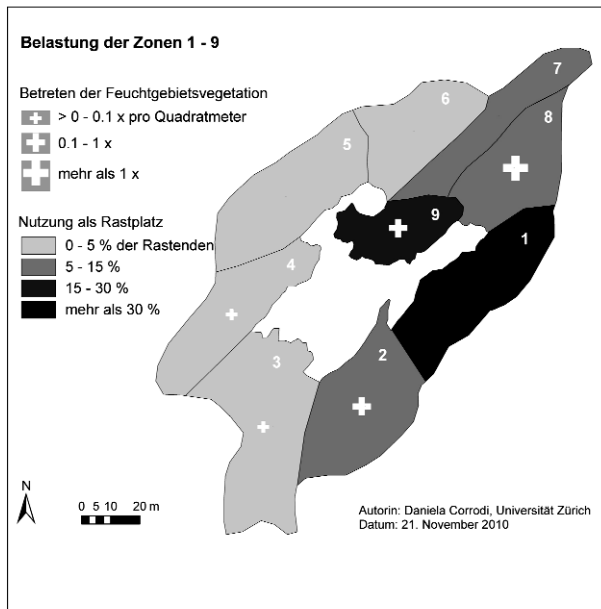 Belastung der Zonen 1 - 9
Betreten der Feuchtgebietsvegetation
> 0 - 0.1 x pro Quadratmeter
0.1 - 1 x
mehr als 1 x
Nutzung als Rastplatz
0 - 5 % der Rastenden
5 - 15 %
15 - 30 %
mehr als 30 %
7
6
8
5
9
1
4
2
3
N
0 5 10 20 m
Autorin: Daniela Corrodi, Universität Zürich
Datum: 21. November 2010